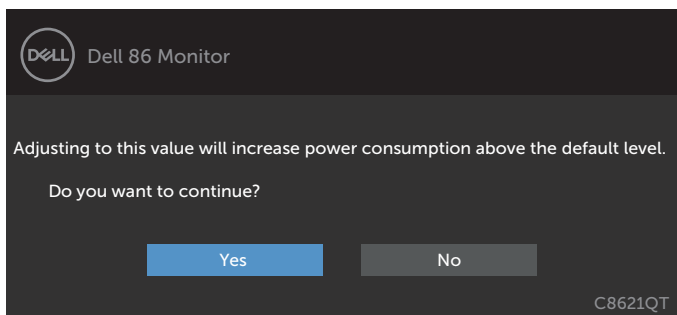 DELL Dell 86 Monitor
Adjusting to this value will increase power consumption above the default level.
Do you want to continue?
Yes No
C8621QT